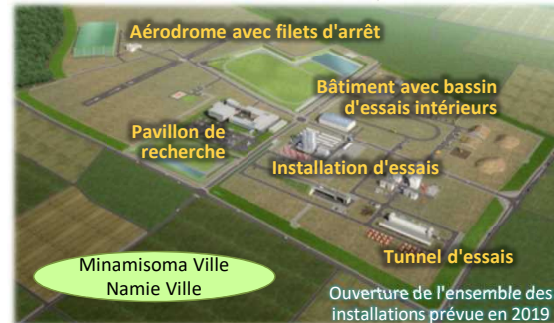 Aérodrome avec filets d'arrêt
Bâtiment avec bassin
d'essais intérieurs
Pavillon de
recherche
Installation d'essais
Tunnel d'essais
Minamisoma Ville
Namie Ville
Ouverture de l'ensemble des
installations prévue en 2019